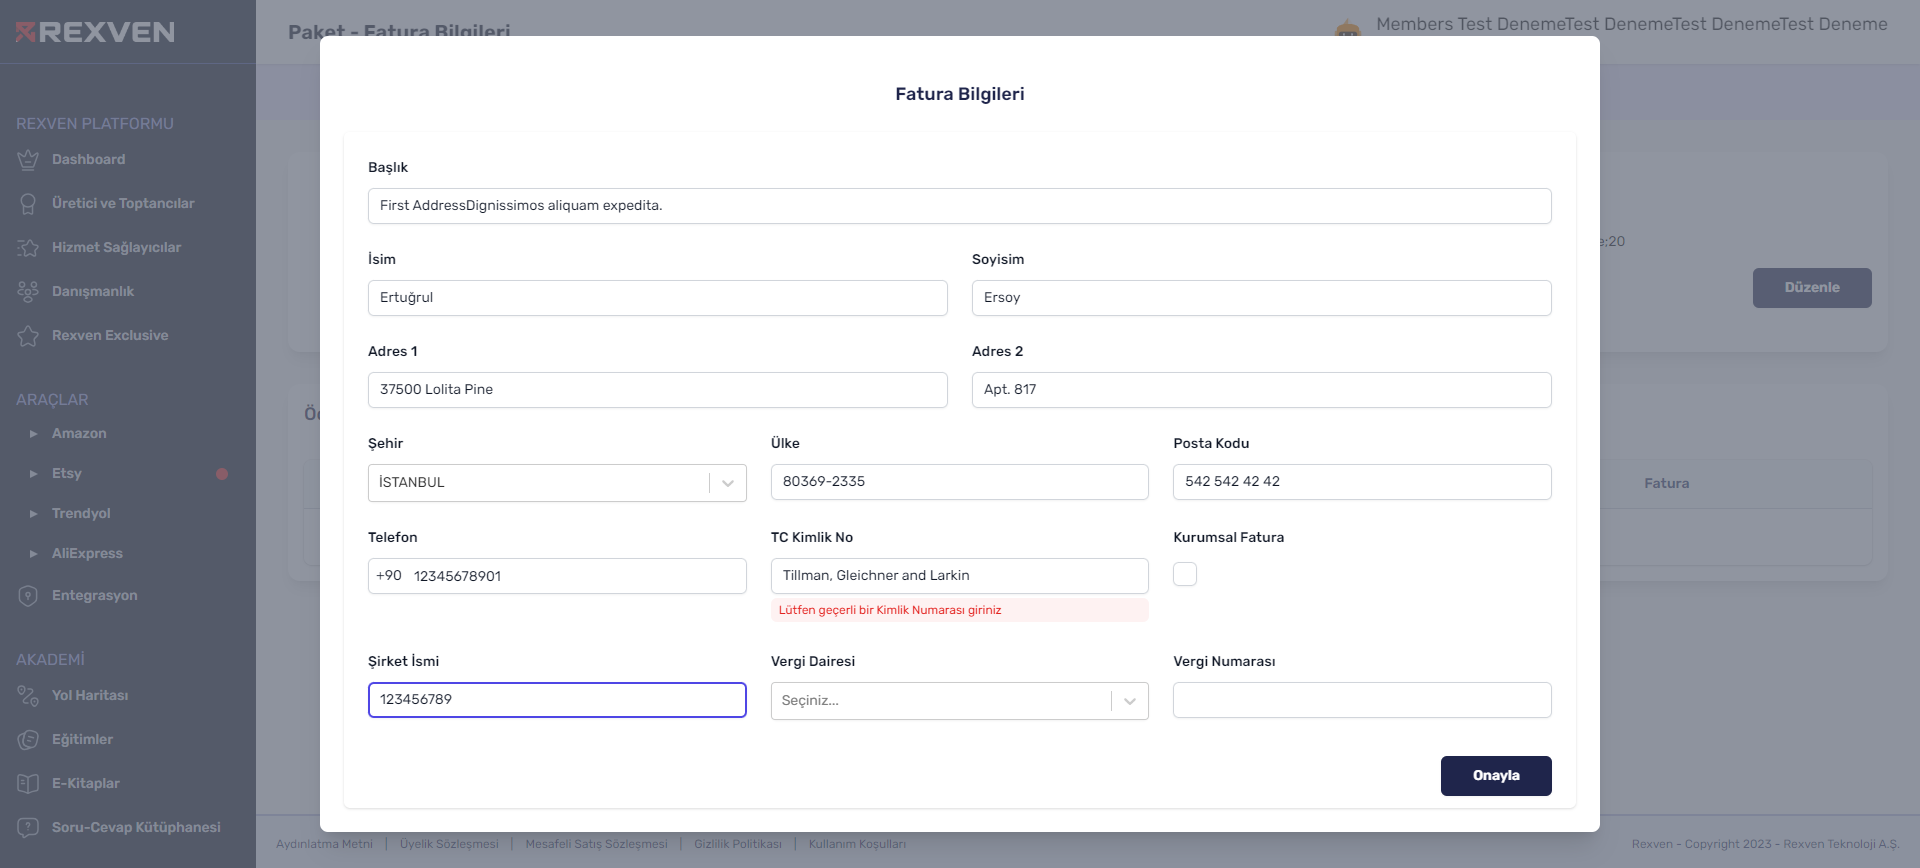 REXVEN
Paket - Fatura Bilgileri
Members Test DenemeTest DenemeTest DenemeTest Deneme
REXVEN PLATFORMU
Dashboard
Üretici ve Toptancılar
Hizmet Sağlayıcılar
Danışmanlık
Rexven Exclusive
ARAÇLAR
Amazon
Etsy
Trendyol
AliExpress
Entegrasyon
AKADEMİ
Yol Haritası
Eğitimler
E-Kitaplar
Soru-Cevap Kütüphanesi
Fatura Bilgileri
Başlık
First AddressDignissimos aliquam expedita.
İsim
Soyisim
Ertuğrul
Ersoy
Adres 1
Adres 2
37500 Lolita Pine
Apt. 817
Şehir
Ülke
Posta Kodu
İSTANBUL
80369-2335
542 542 42 42
Telefon
TC Kimlik No
Kurumsal Fatura
+90 12345678901
Tillman, Gleichner and Larkin
Lütfen geçerli bir Kimlik Numarası giriniz
Şirket İsmi
Vergi Dairesi
Vergi Numarası
123456789
Seçiniz...
Onayla
e:20
Düzenle
Fatura
Aydınlatma Metni | Üyelik Sözleşmesi | Mesafeli Satış Sözleşmesi | Gizlilik Politikası | Kullanım Koşulları
Rexven - Copyright 2023 - Rexven Teknoloji A.Ş.